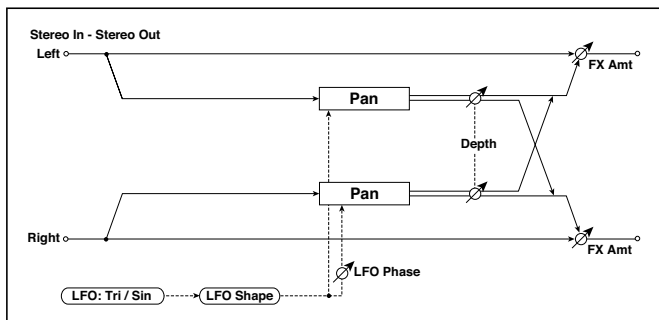 Stereo In - Stereo Out
Left
FX Amt
Pan
Depth
Pan
Right
FX Amt
LFO Phase
LFO: Tri / Sin
LFO Shape